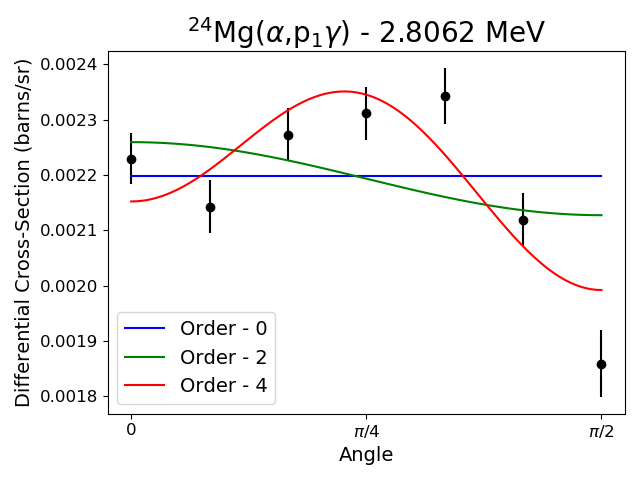 ²⁴Mg(α,p₁γ) - 2.8062 MeV
Differential Cross-Section (barns/sr)
0.0024
0.0023
0.0022
0.0021
0.0020
0.0019
0.0018
Order - 0
Order - 2
Order - 4
0 π/4 π/2
Angle